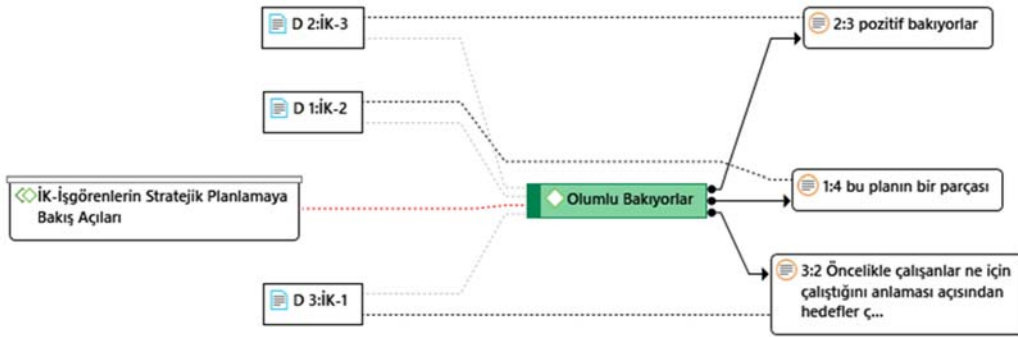 D 2:İK-3
2:3 pozitif bakıyorlar
D 1:İK-2
1:4 bu planın bir parçası
İK-İşgörenlerin Stratejik Planlamaya
Bakış Açıları
Olumlu Bakıyorlar
3:2 Öncelikle çalışanlar ne için
çalıştığını anlaması açısından
hedefler ç...
D 3:İK-1